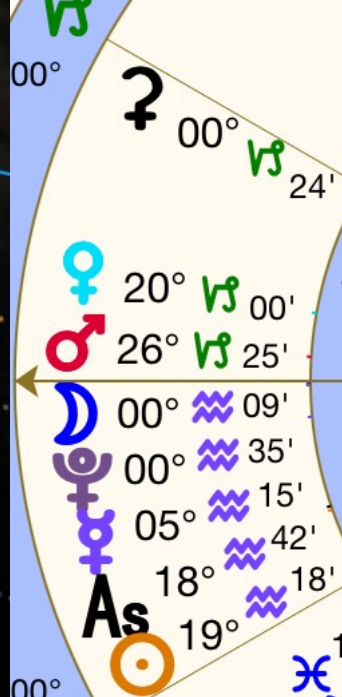 ♑
00°
⚳ 00° ♑ 24'
♀ 20° ♑ 00'
♂ 26° ♑ 25'
☽ 00° ♒ 09'
⯓ 00° ♒ 35'
☿ 05° ♒ 15'
As 18° ♒ 42'
☉ 19° ♒ 18'
♓ 1
00°